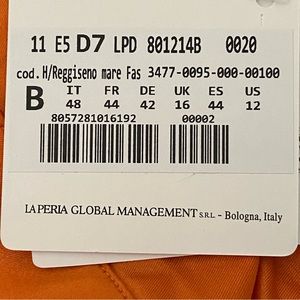 11 E5 D7 LPD 801214B 0020
cod. H/Reggiseno mare Fas 3477-0095-000-00100
B IT FR DE UK ES US
48 44 42 16 44 12
8057281016192 00002
LA PERLA GLOBAL MANAGEMENT S.R.L. - Bologna, Italy